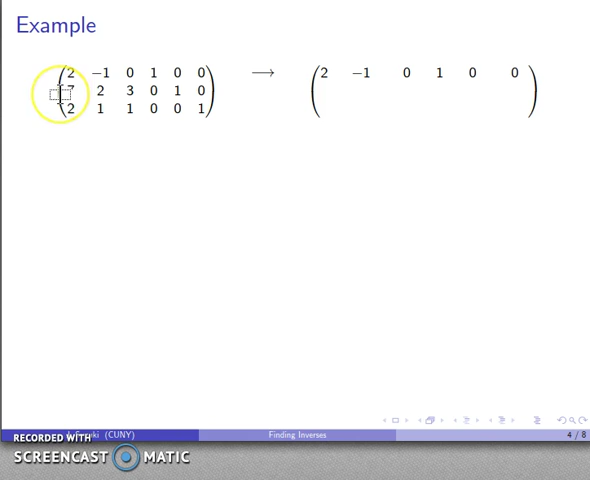 Example
2 −1 0 1 0 0 → 2 −1 0 1 0 0
7 2 3 0 1 0
2 1 1 0 0 1
(CUNY) Finding Inverses 4 / 8
RECORDED WITH
SCREENCAST MATIC